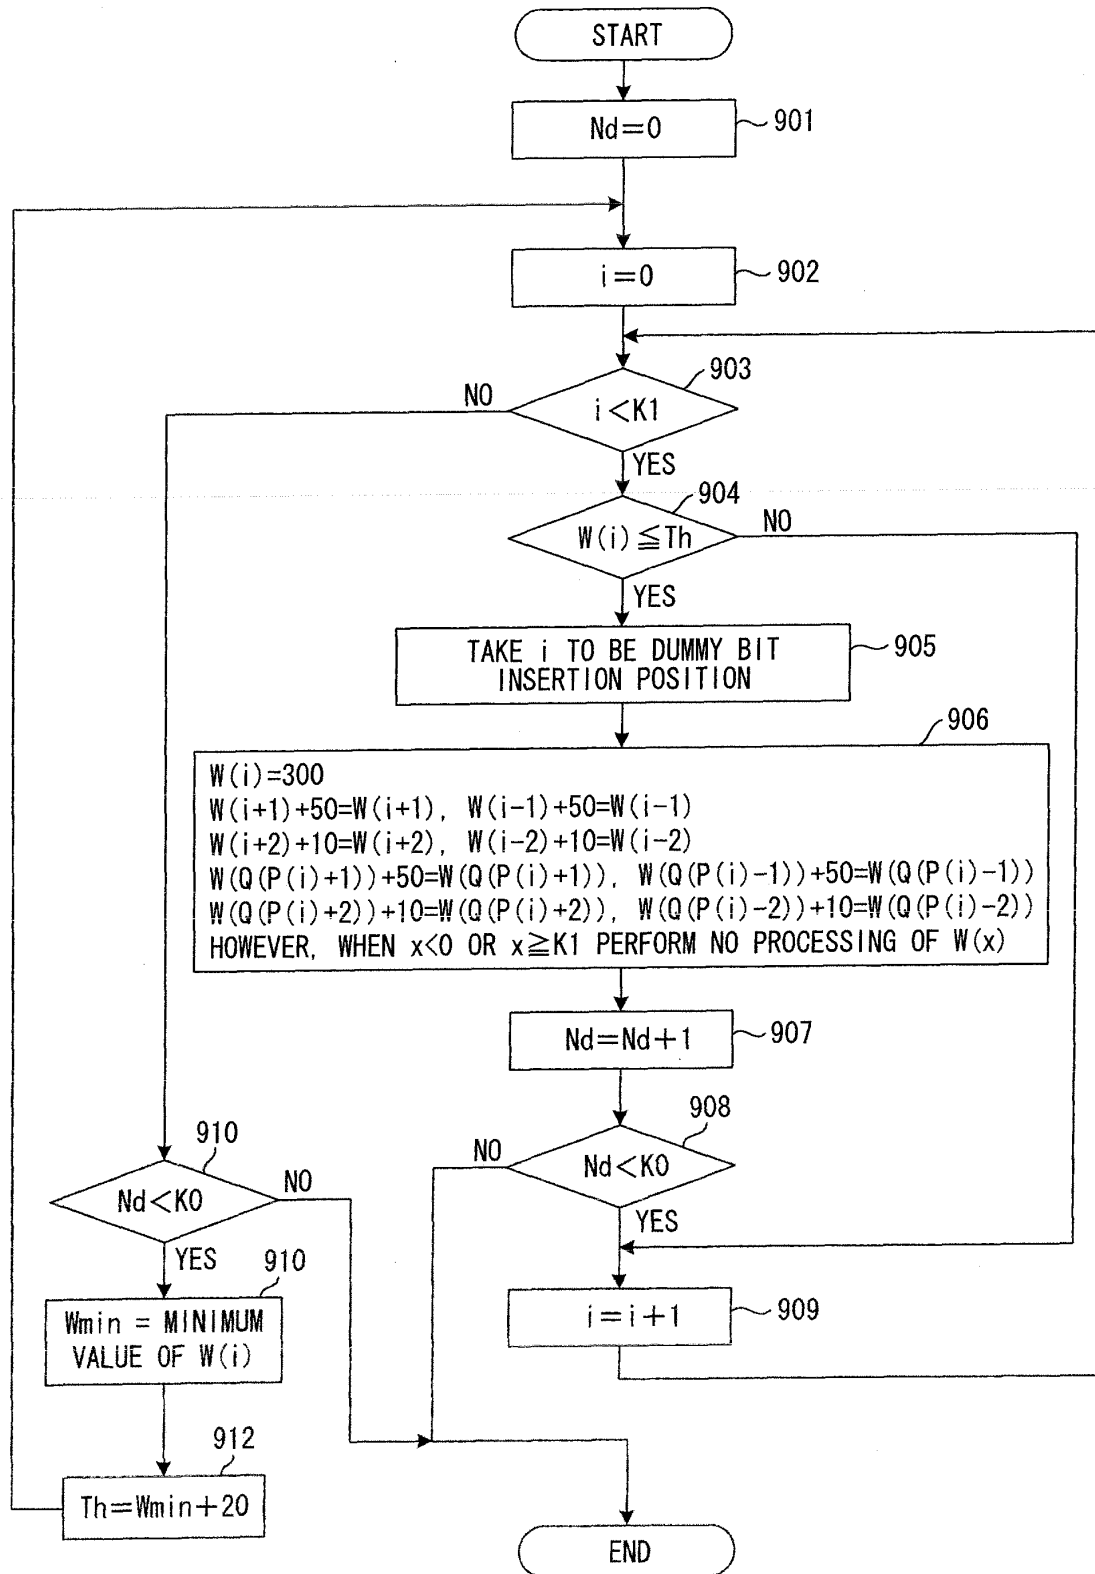 START
Nd=0
901
i=0
902
903
NO
i<K1
YES
904
NO
W(i)≦Th
YES
TAKE i TO BE DUMMY BIT
INSERTION POSITION
905
906
W(i)=300
W(i+1)+50=W(i+1), W(i-1)+50=W(i-1)
W(i+2)+10=W(i+2), W(i-2)+10=W(i-2)
W(Q(P(i)+1))+50=W(Q(P(i)+1)), W(Q(P(i)-1))+50=W(Q(P(i)-1))
W(Q(P(i)+2))+10=W(Q(P(i)+2)), W(Q(P(i)-2))+10=W(Q(P(i)-2))
HOWEVER, WHEN x<0 OR x≧K1 PERFORM NO PROCESSING OF W(x)
Nd=Nd+1
907
908
NO
Nd<K0
YES
910
Nd<K0
NO
YES
910
Wmin = MINIMUM
VALUE OF W(i)
i=i+1
909
912
Th=Wmin+20
END